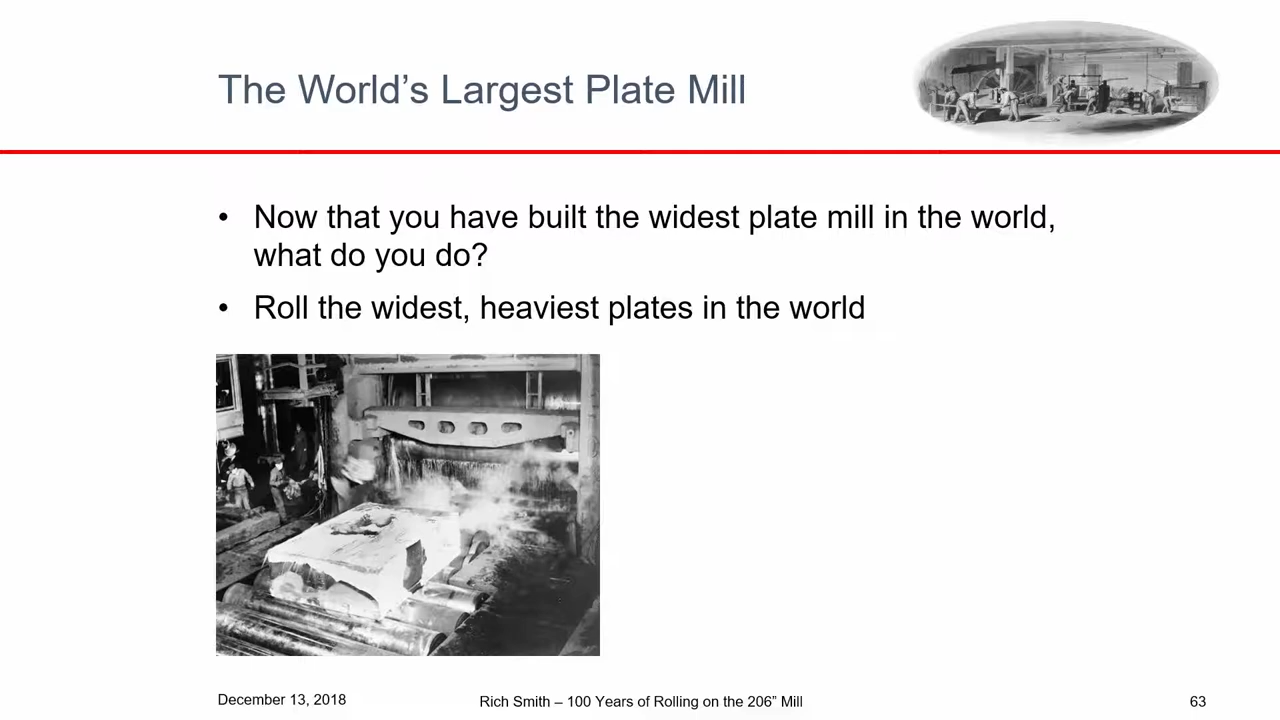 The World’s Largest Plate Mill
• Now that you have built the widest plate mill in the world,
what do you do?
• Roll the widest, heaviest plates in the world
December 13, 2018
Rich Smith – 100 Years of Rolling on the 206” Mill
63